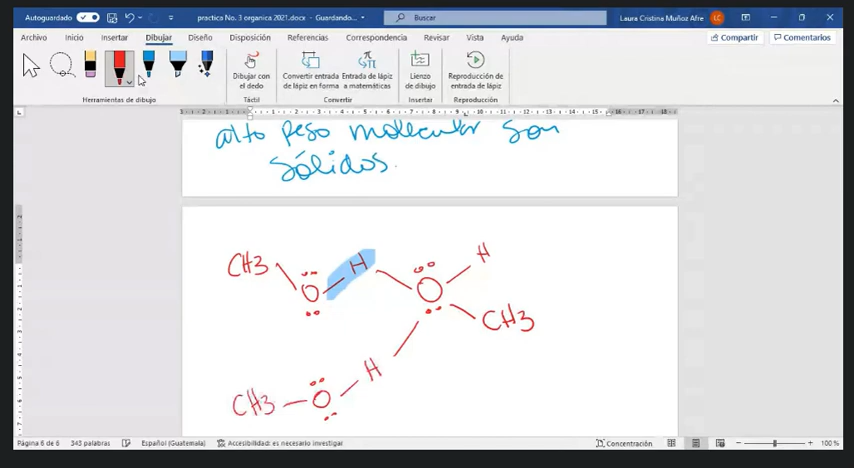 Autoguardado
practica No. 3 organica 2021.docx - Guardando...
Buscar
Laura Cristina Muñoz Afre
LC
Archivo Inicio Insertar Dibujar Diseño Disposición Referencias Correspondencia Revisar Vista Ayuda
Compartir Comentarios
Dibujar con el dedo
Convertir entrada de lápiz en forma
Entrada de lápiz a matemáticas
Lienzo de dibujo
Reproducción de entrada de lápiz
Herramientas de dibujo Táctil Convertir Insertar Reproducción
alto peso molecular son
sólidos.
H
CH3 H
O O
CH3
H
CH3 O
Página 6 de 6 343 palabras Español (Guatemala) Accesibilidad: es necesario investigar Concentración 100 %